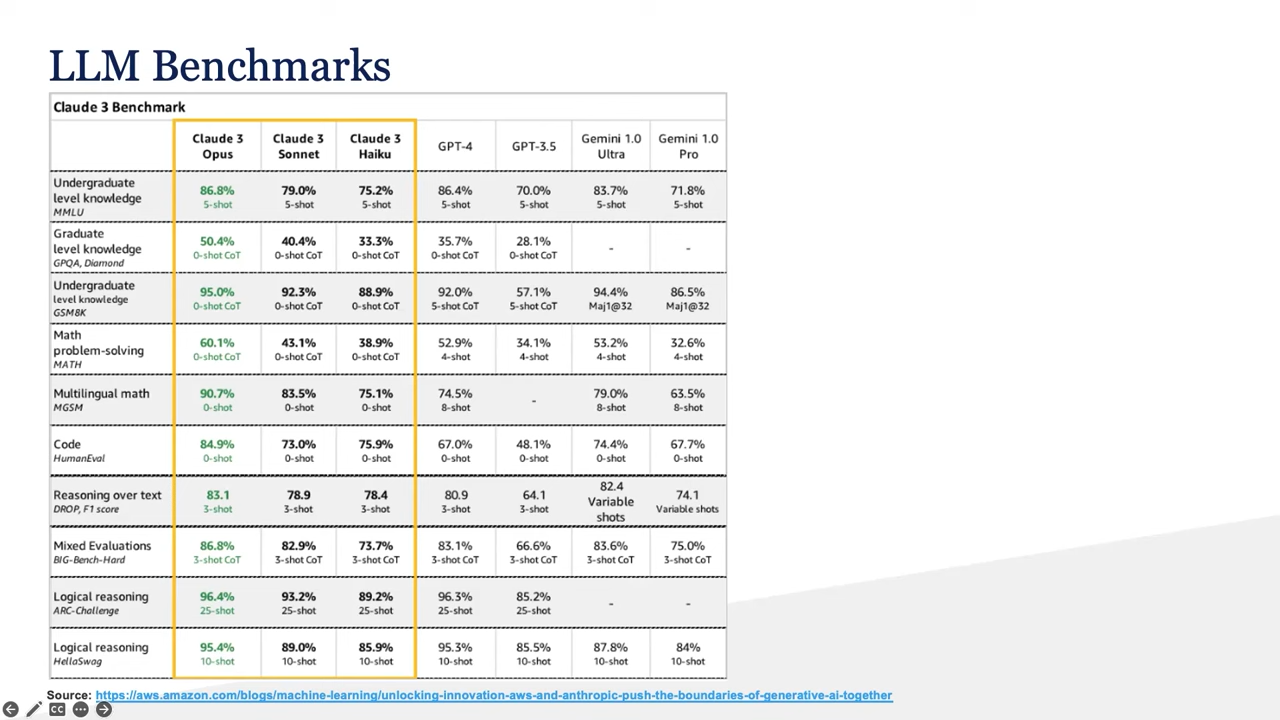 LLM Benchmarks
Claude 3 Benchmark
Claude 3 Opus Claude 3 Sonnet Claude 3 Haiku GPT-4 GPT-3.5 Gemini 1.0 Ultra Gemini 1.0 Pro
Undergraduate level knowledge MMLU 86.8% 5-shot 79.0% 5-shot 75.2% 5-shot 86.4% 5-shot 70.0% 5-shot 83.7% 5-shot 71.8% 5-shot
Graduate level knowledge GPQA, Diamond 50.4% 0-shot CoT 40.4% 0-shot CoT 33.3% 0-shot CoT 35.7% 0-shot CoT 28.1% 0-shot CoT - -
Undergraduate level knowledge GSM8K 95.0% 0-shot CoT 92.3% 0-shot CoT 88.9% 0-shot CoT 92.0% 5-shot CoT 57.1% 5-shot CoT 94.4% Maj1@32 86.5% Maj1@32
Math problem-solving MATH 60.1% 0-shot CoT 43.1% 0-shot CoT 38.9% 0-shot CoT 52.9% 4-shot 34.1% 4-shot 53.2% 4-shot 32.6% 4-shot
Multilingual math MGSM 90.7% 0-shot 83.5% 0-shot 75.1% 0-shot 74.5% 8-shot - 79.0% 8-shot 63.5% 8-shot
Code HumanEval 84.9% 0-shot 73.0% 0-shot 75.9% 0-shot 67.0% 0-shot 48.1% 0-shot 74.4% 0-shot 67.7% 0-shot
Reasoning over text DROP, F1 score 83.1 3-shot 78.9 3-shot 78.4 3-shot 80.9 3-shot 64.1 3-shot 82.4 Variable shots 74.1 Variable shots
Mixed Evaluations BIG-Bench-Hard 86.8% 3-shot CoT 82.9% 3-shot CoT 73.7% 3-shot CoT 83.1% 3-shot CoT 66.6% 3-shot CoT 83.6% 3-shot CoT 75.0% 3-shot CoT
Logical reasoning ARC-Challenge 96.4% 25-shot 93.2% 25-shot 89.2% 25-shot 96.3% 25-shot 85.2% 25-shot - -
Logical reasoning HellaSwag 95.4% 10-shot 89.0% 10-shot 85.9% 10-shot 95.3% 10-shot 85.5% 10-shot 87.8% 10-shot 84% 10-shot
Source: https://aws.amazon.com/blogs/machine-learning/unlocking-innovation-aws-and-anthropic-push-the-boundaries-of-generative-ai-together
CC